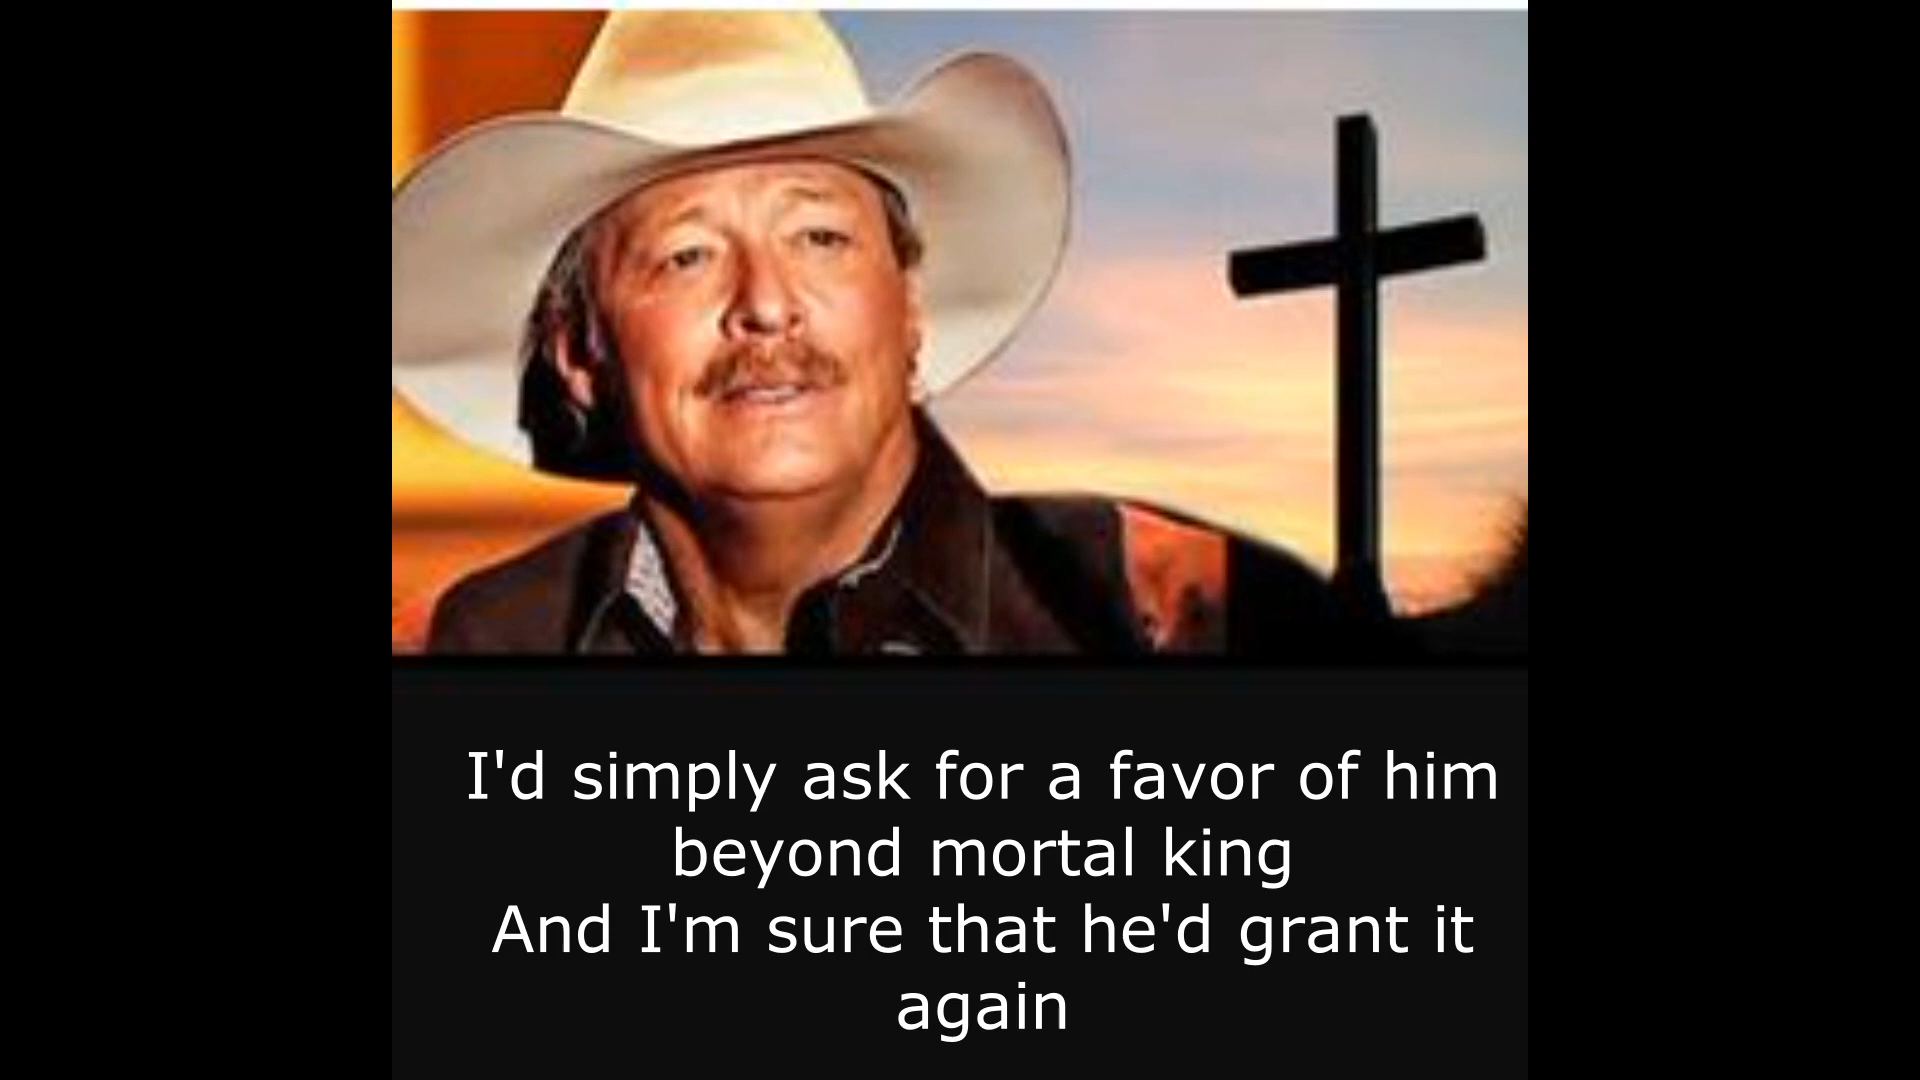 I'd simply ask for a favor of him
beyond mortal king
And I'm sure that he'd grant it
again